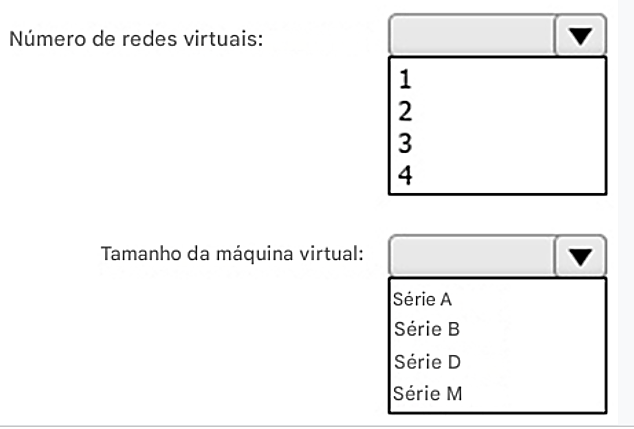 Número de redes virtuais:
1
2
3
4
Tamanho da máquina virtual:
Série A
Série B
Série D
Série M